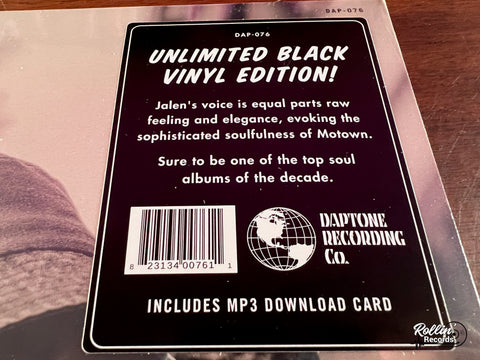 DAP-076
DAP-076
UNLIMITED BLACK
VINYL EDITION!
Jalen's voice is equal parts raw
feeling and elegance, evoking the
sophisticated soulfulness of Motown.
Sure to be one of the top soul
albums of the decade.
8 23134 00761 1
DAPTONE
RECORDING
Co.
INCLUDES MP3 DOWNLOAD CARD
Rollin'
Records